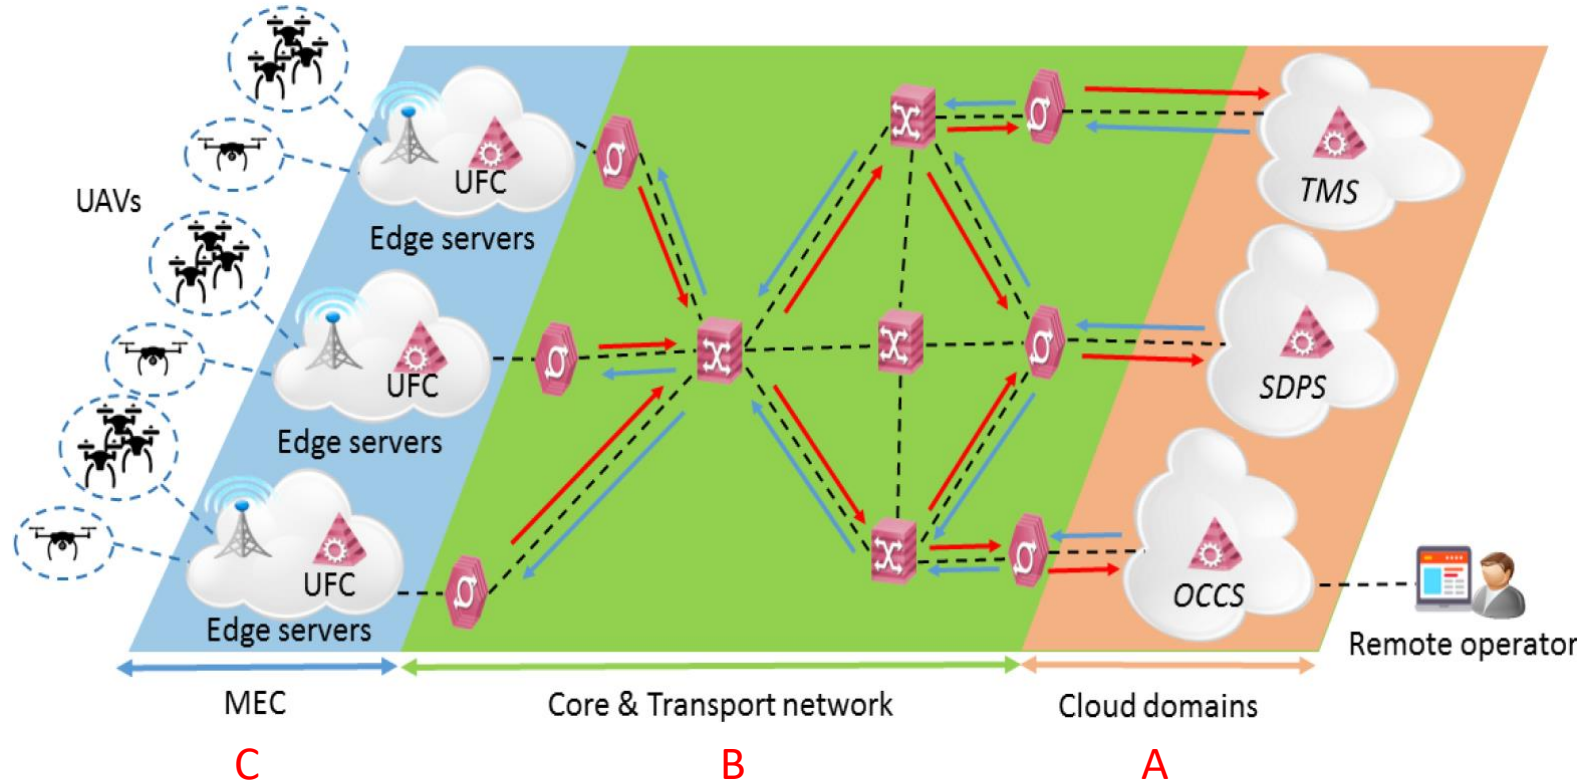 UAVs
UFC
Edge servers
UFC
Edge servers
UFC
Edge servers
TMS
SDPS
OCCS
Remote operator
MEC
Core & Transport network
Cloud domains
C
B
A